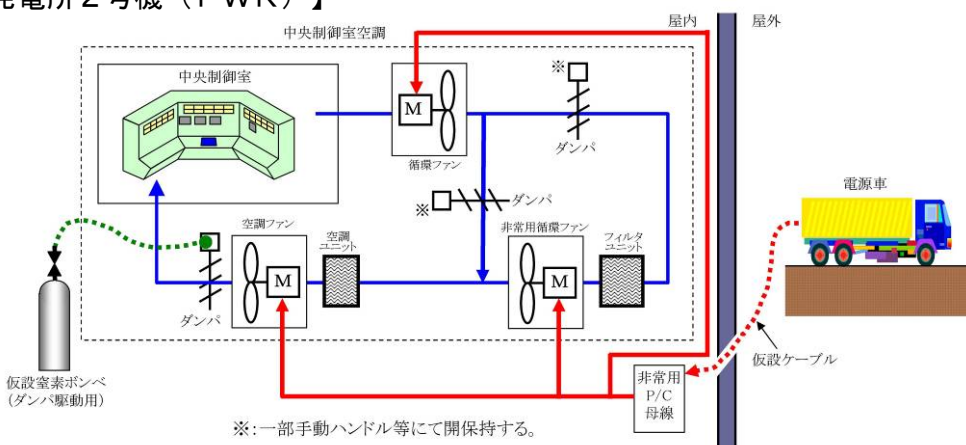 発電所2号機(PWR)】
屋内
屋外
中央制御室空調
※
中央制御室
M
循環ファン
ダンパ
※
ダンパ
電源車
空調ファン
空調
ユニット
非常用循環ファン
フィルタ
ユニット
M
M
ダンパ
仮設ケーブル
仮設窒素ボンベ
(ダンパ駆動用)
非常用
P/C
母線
※:一部手動ハンドル等にて開保持する。